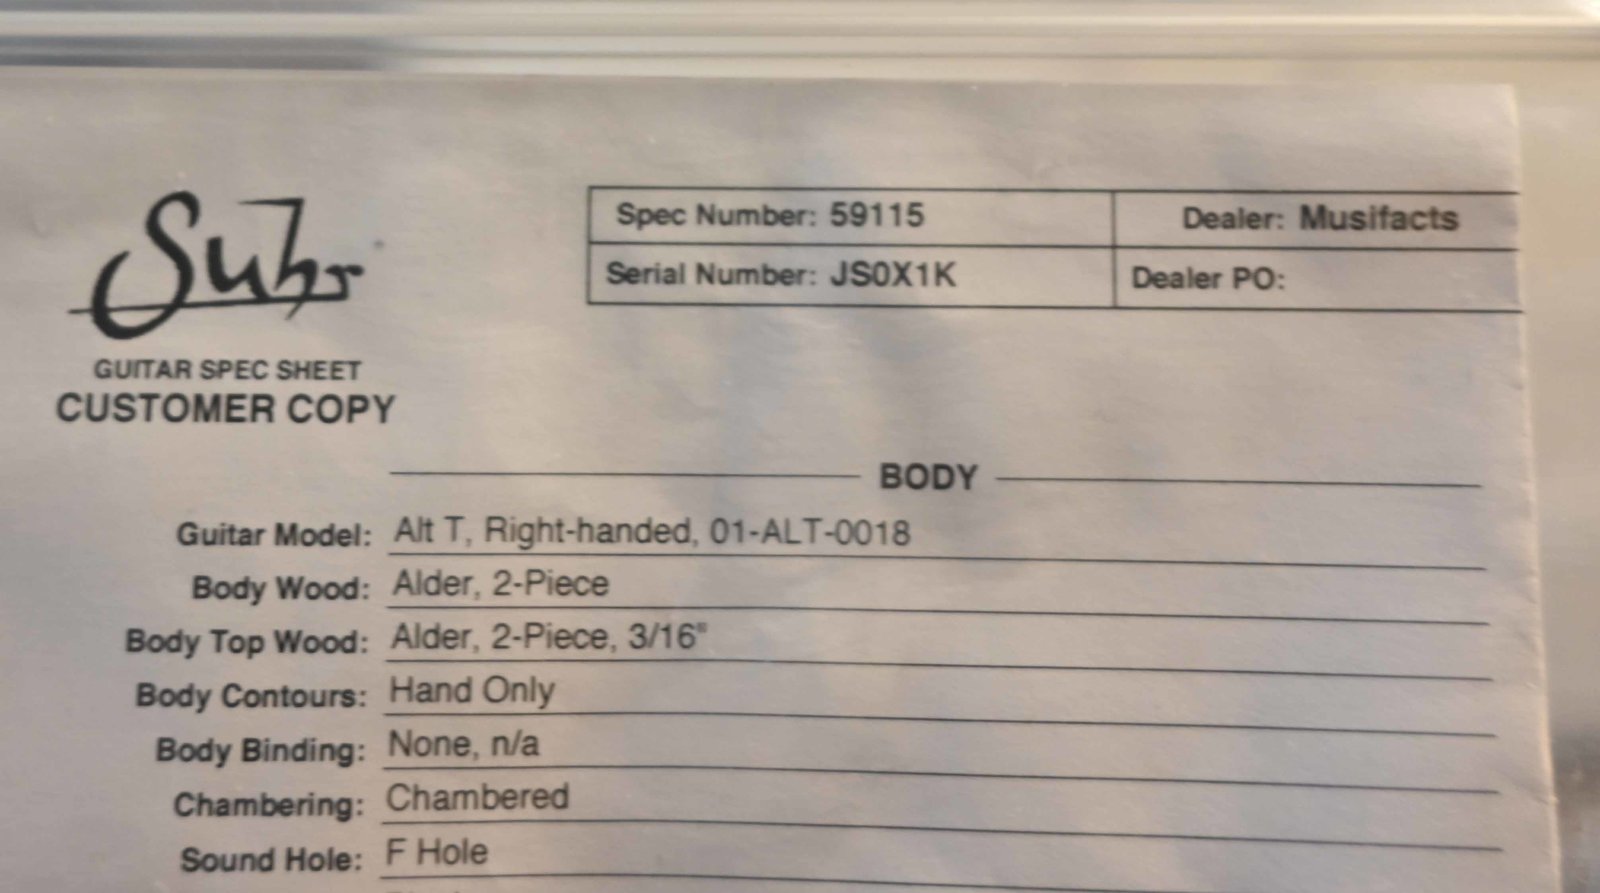 Suhr
Spec Number: 59115
Dealer: Musifacts
Serial Number: JS0X1K
Dealer PO:
GUITAR SPEC SHEET
CUSTOMER COPY
BODY
Guitar Model: Alt T, Right-handed, 01-ALT-0018
Body Wood: Alder, 2-Piece
Body Top Wood: Alder, 2-Piece, 3/16"
Body Contours: Hand Only
Body Binding: None, n/a
Chambering: Chambered
Sound Hole: F Hole